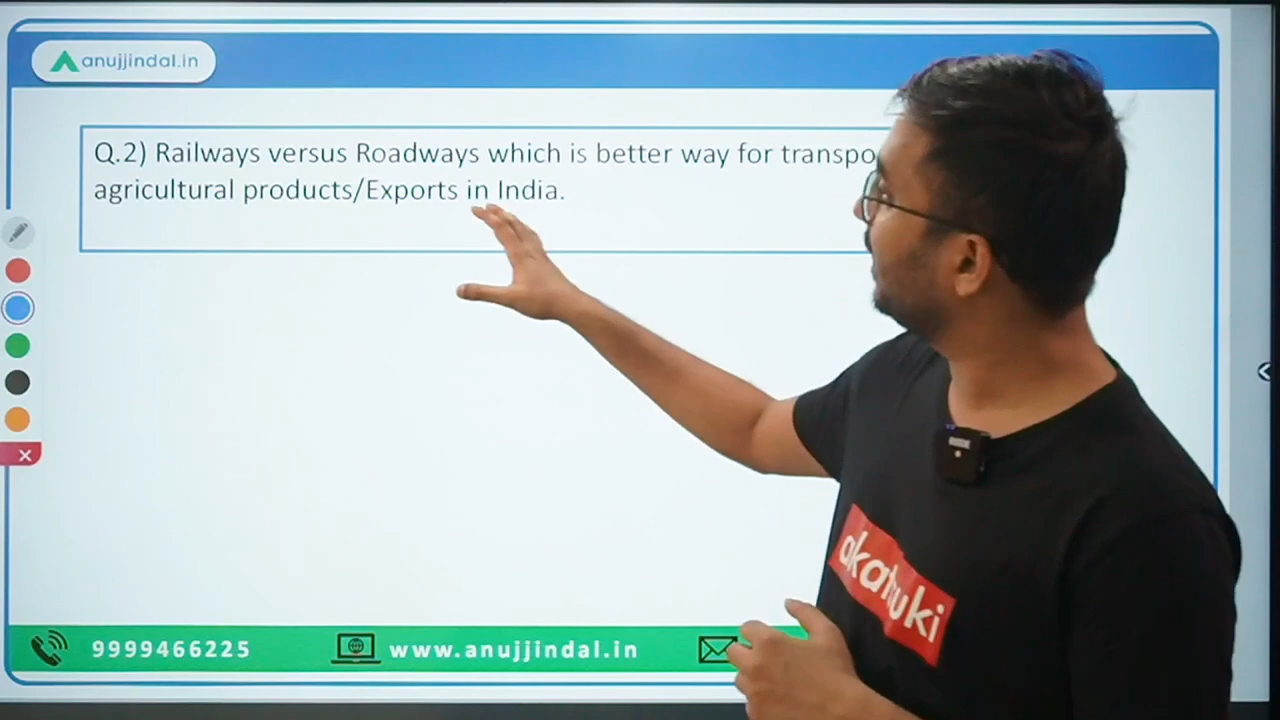 anujjindal.in
Q.2) Railways versus Roadways which is better way for transpo
agricultural products/Exports in India.
akatsuki
9999466225
www.anujjindal.in